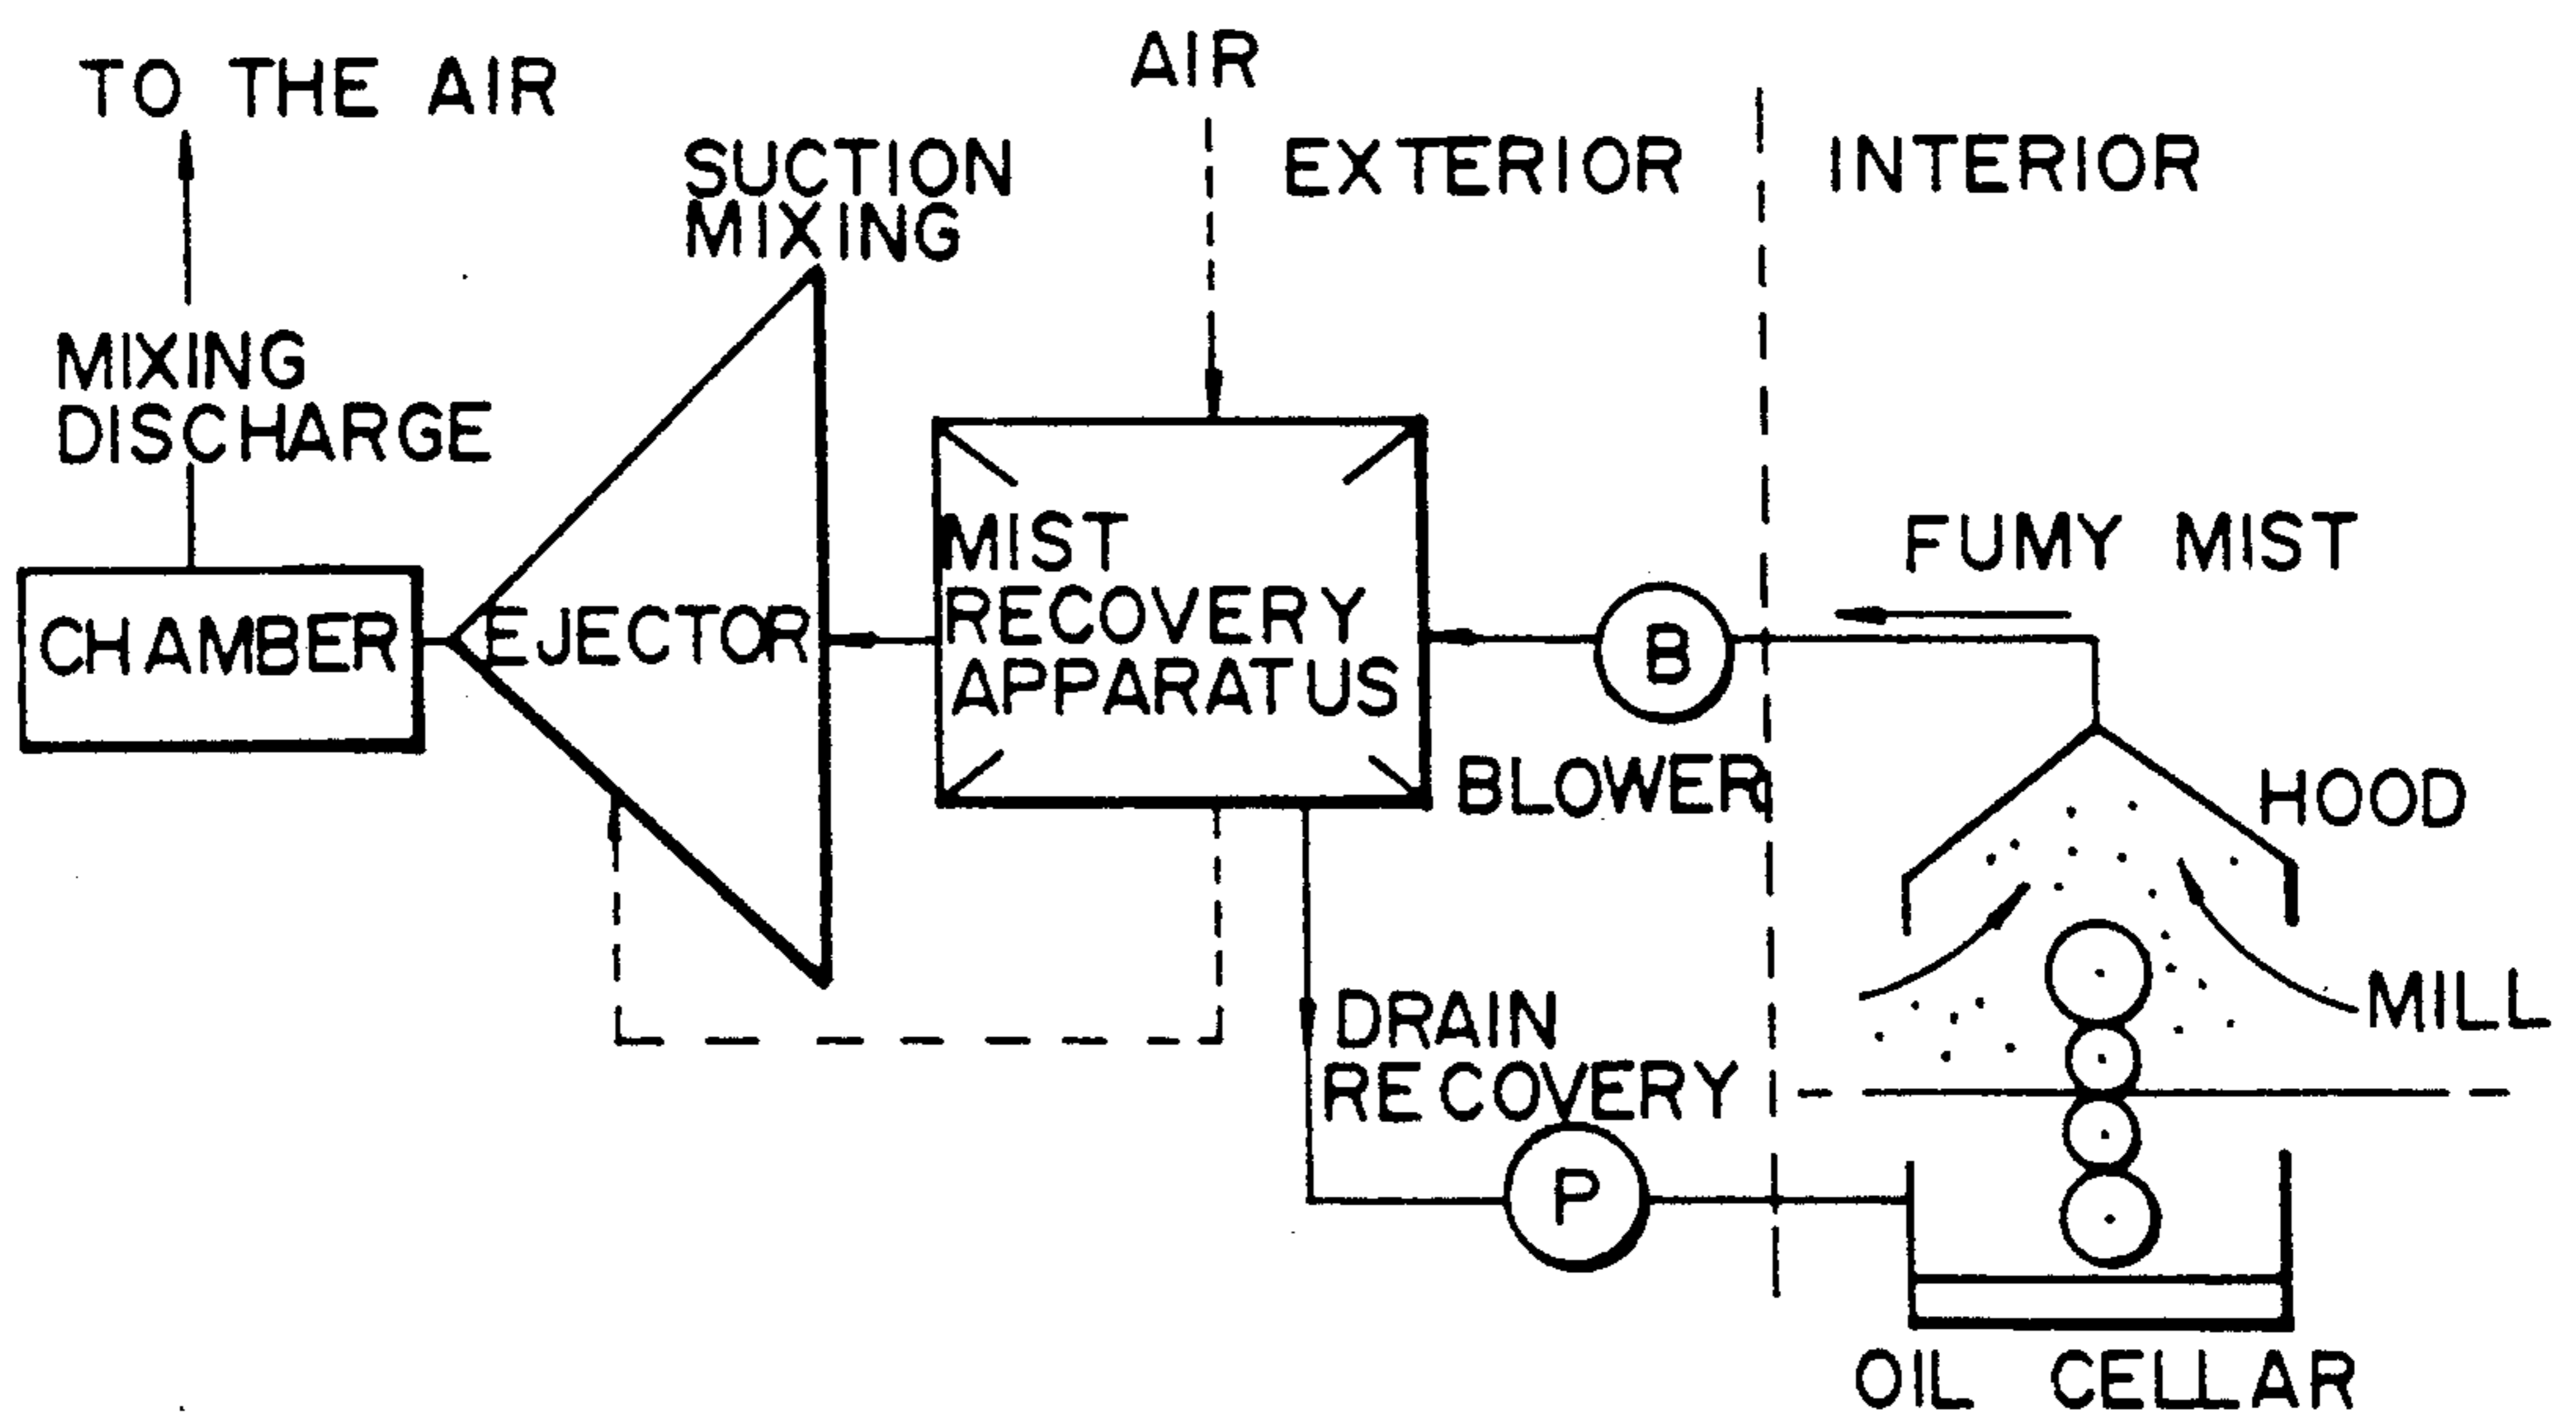 TO THE AIR
AIR
SUCTION
MIXING
EXTERIOR
INTERIOR
MIXING
DISCHARGE
CHAMBER
EJECTOR
MIST
RECOVERY
APPARATUS
B
BLOWER
FUMY MIST
HOOD
MILL
DRAIN
RECOVERY
P
OIL CELLAR